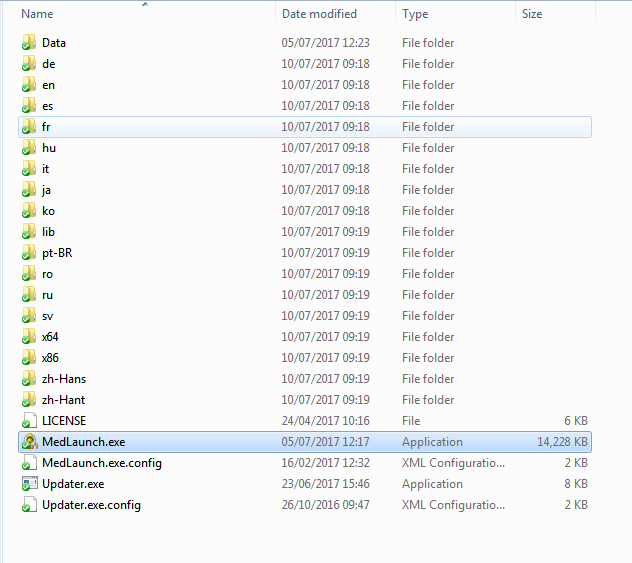 Name Date modified Type Size
Data 05/07/2017 12:23 File folder
de 10/07/2017 09:18 File folder
en 10/07/2017 09:18 File folder
es 10/07/2017 09:18 File folder
fr 10/07/2017 09:18 File folder
hu 10/07/2017 09:18 File folder
it 10/07/2017 09:18 File folder
ja 10/07/2017 09:18 File folder
ko 10/07/2017 09:18 File folder
lib 10/07/2017 09:19 File folder
pt-BR 10/07/2017 09:19 File folder
ro 10/07/2017 09:19 File folder
ru 10/07/2017 09:19 File folder
sv 10/07/2017 09:19 File folder
x64 10/07/2017 09:19 File folder
x86 10/07/2017 09:19 File folder
zh-Hans 10/07/2017 09:19 File folder
zh-Hant 10/07/2017 09:19 File folder
LICENSE 24/04/2017 10:16 File 6 KB
MedLaunch.exe 05/07/2017 12:17 Application 14,228 KB
MedLaunch.exe.config 16/02/2017 12:32 XML Configuratio... 2 KB
Updater.exe 23/06/2017 15:46 Application 8 KB
Updater.exe.config 26/10/2016 09:47 XML Configuratio... 2 KB